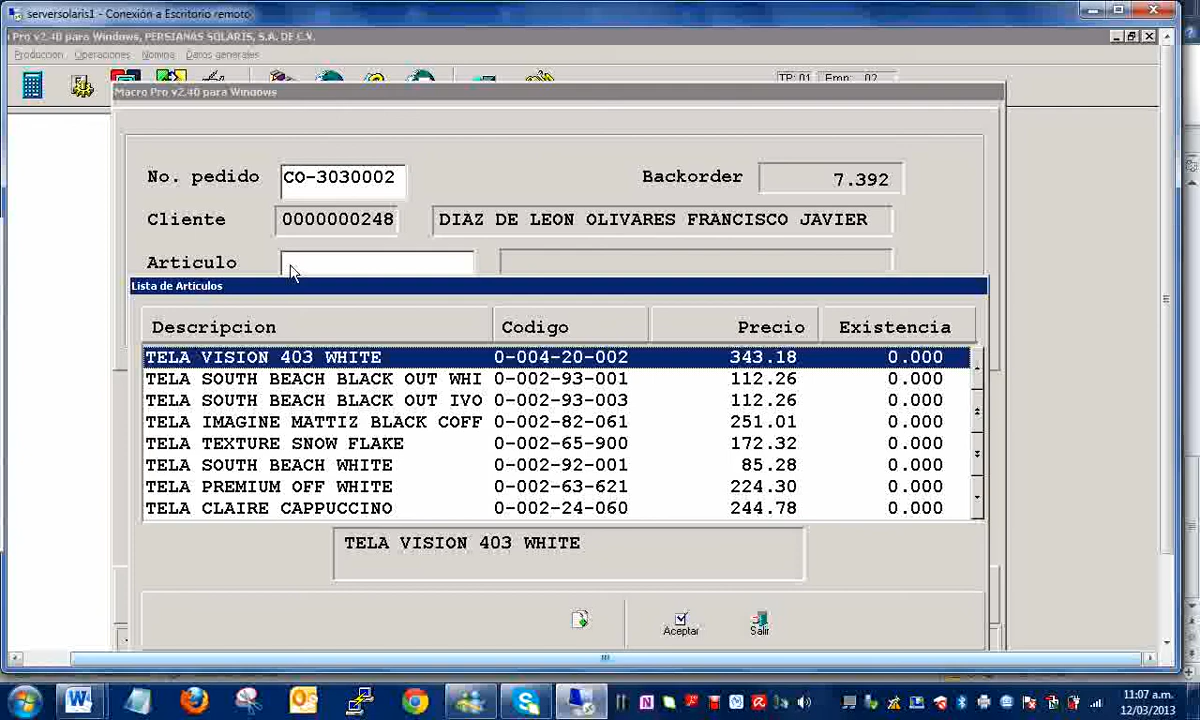 serversolaris1 - Conexión a Escritorio remoto
Pro v2.40 para Windows, PERSIANAS SOLARIS, S.A. DE C.V.
Produccion Operaciones Nomina Datos generales
TP: 01 Emp: 02
Macro Pro v2.40 para Windows
No. pedido CO-3030002 Backorder 7.392
Cliente 0000000248 DIAZ DE LEON OLIVARES FRANCISCO JAVIER
Articulo
Lista de Articulos
Descripcion Codigo Precio Existencia
TELA VISION 403 WHITE 0-004-20-002 343.18 0.000
TELA SOUTH BEACH BLACK OUT WHI 0-002-93-001 112.26 0.000
TELA SOUTH BEACH BLACK OUT IVO 0-002-93-003 112.26 0.000
TELA IMAGINE MATTIZ BLACK COFF 0-002-82-061 251.01 0.000
TELA TEXTURE SNOW FLAKE 0-002-65-900 172.32 0.000
TELA SOUTH BEACH WHITE 0-002-92-001 85.28 0.000
TELA PREMIUM OFF WHITE 0-002-63-621 224.30 0.000
TELA CLAIRE CAPPUCCINO 0-002-24-060 244.78 0.000
TELA VISION 403 WHITE
Aceptar Salir
11:07 a.m.
12/03/2013